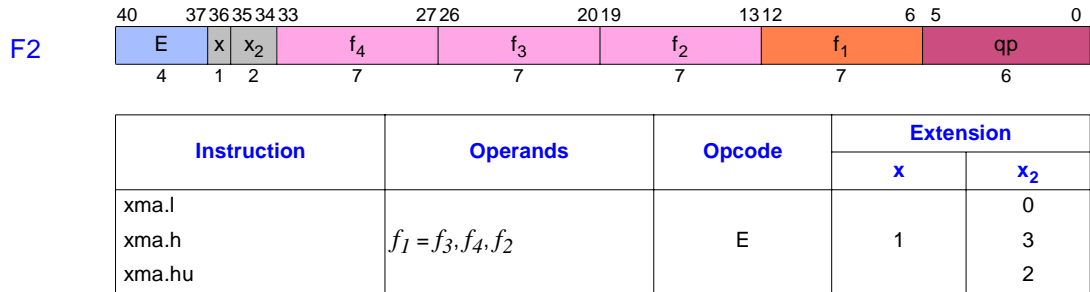 40 37 36 35 34 33 27 26 20 19 13 12 6 5 0
F2 E x x2 f4 f3 f2 f1 qp
4 1 2 7 7 7 7 6
Instruction Operands Opcode Extension
x x2
xma.l 0
xma.h f1 = f3, f4, f2 E 1 3
xma.hu 2